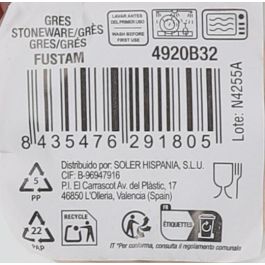 GRES
STONEWARE/GRÈS
GRES/GRÉS
FUSTAM
LAVAR ANTES
DEL PRIMER USO
WASH BEFORE
FIRST USE
4920B32
8 435476 291805
Lote: N4255A
Distribuido por: SOLER HISPANIA, S.L.U.
CIF: B-96947916
P.I. El Carrascot Av. del Plàstic, 17
46850 L'Olleria, Valencia (Spain)
5
PP
22
PAP
RECYCLE
FR
ÉTIQUETTES
IT "Per conforma, consulta il regolamento comunale